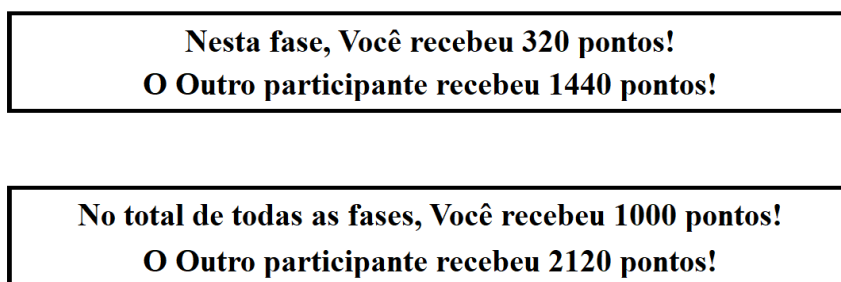 Nesta fase, Você recebeu 320 pontos!
O Outro participante recebeu 1440 pontos!
No total de todas as fases, Você recebeu 1000 pontos!
O Outro participante recebeu 2120 pontos!